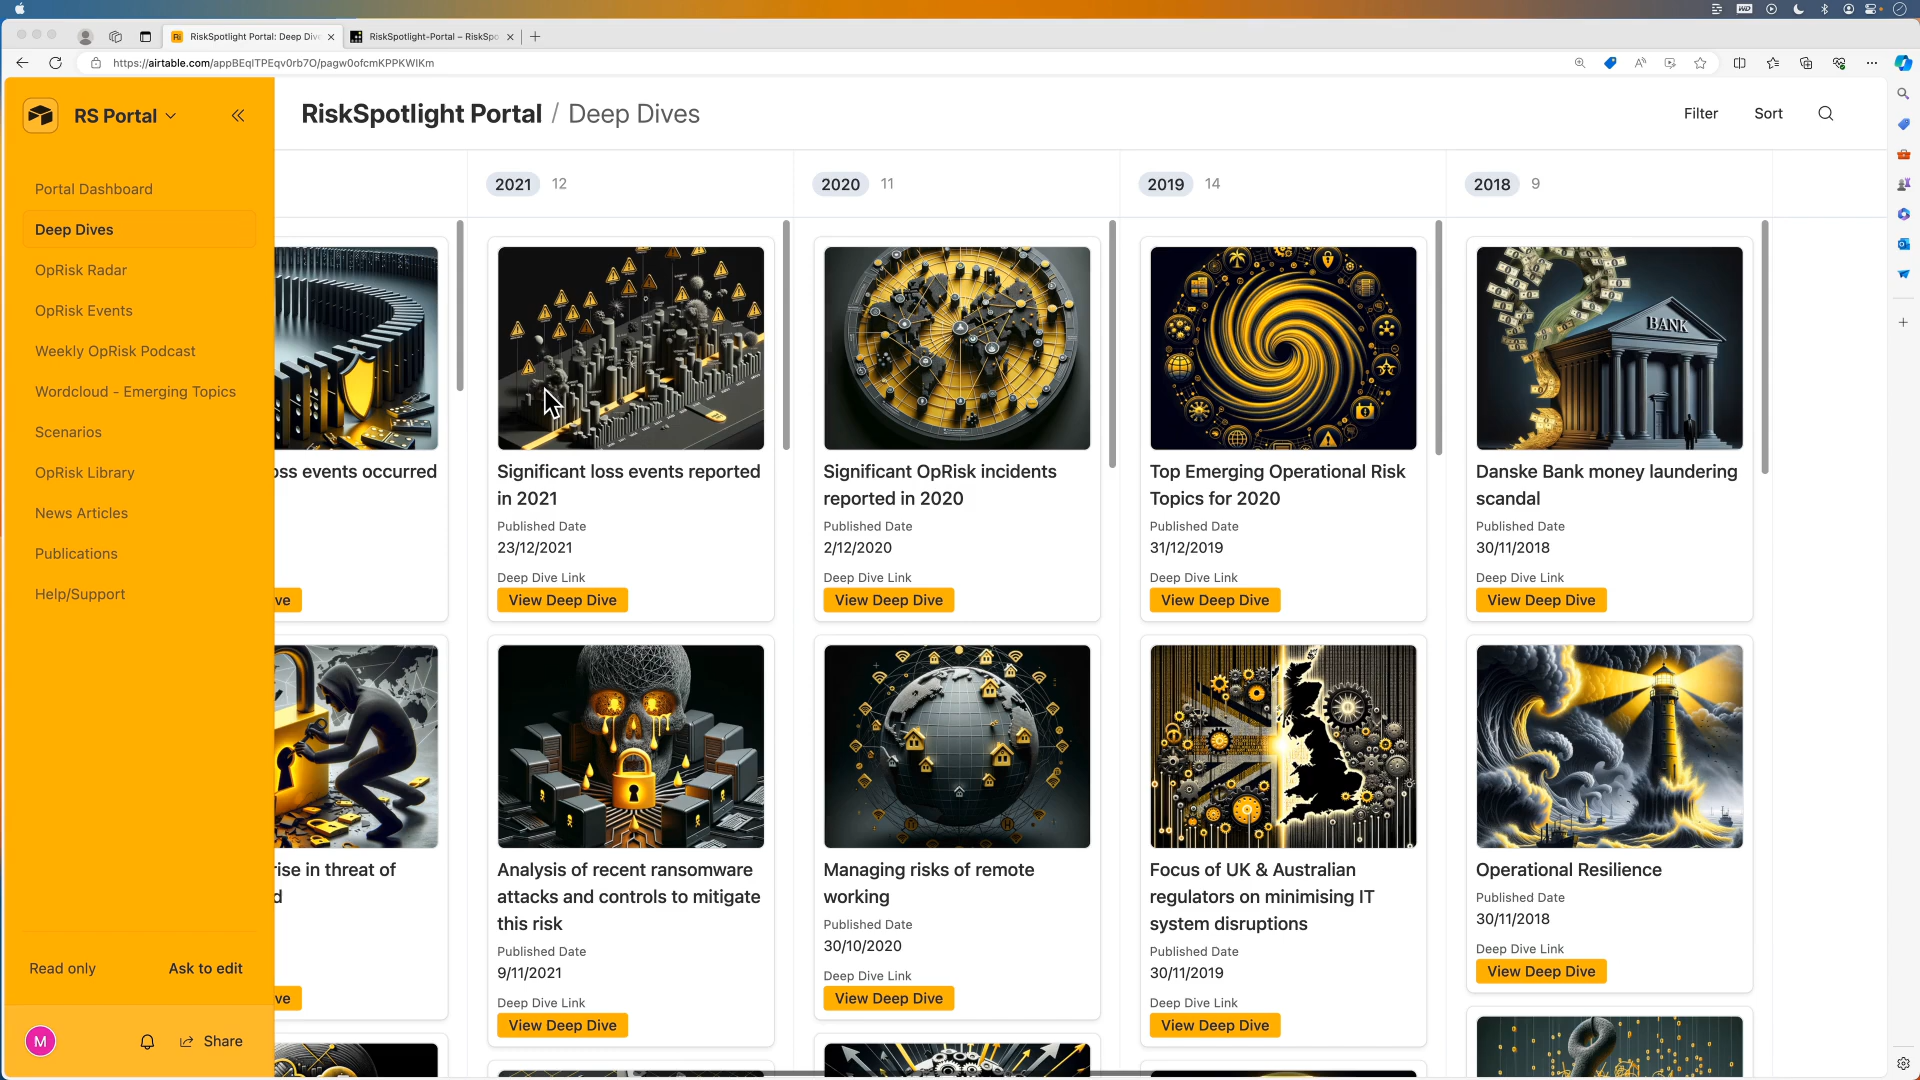 RiskSpotlight Portal: Deep Dive
RiskSpotlight-Portal – RiskSpo
https://airtable.com/appBEqlTPEqv0rb7O/pagw0ofcmKPPKWlKm
RS Portal
RiskSpotlight Portal / Deep Dives
Filter
Sort
Portal Dashboard
Deep Dives
OpRisk Radar
OpRisk Events
Weekly OpRisk Podcast
Wordcloud - Emerging Topics
Scenarios
OpRisk Library
News Articles
Publications
Help/Support
Read only
Ask to edit
M
Share
oss events occurred
ve
ise in threat of
d
ve
2021 12
Significant loss events reported
in 2021
Published Date
23/12/2021
Deep Dive Link
View Deep Dive
Analysis of recent ransomware
attacks and controls to mitigate
this risk
Published Date
9/11/2021
Deep Dive Link
View Deep Dive
2020 11
Significant OpRisk incidents
reported in 2020
Published Date
2/12/2020
Deep Dive Link
View Deep Dive
Managing risks of remote
working
Published Date
30/10/2020
Deep Dive Link
View Deep Dive
2019 14
Top Emerging Operational Risk
Topics for 2020
Published Date
31/12/2019
Deep Dive Link
View Deep Dive
Focus of UK & Australian
regulators on minimising IT
system disruptions
Published Date
30/11/2019
Deep Dive Link
View Deep Dive
2018 9
BANK
Danske Bank money laundering
scandal
Published Date
30/11/2018
Deep Dive Link
View Deep Dive
Operational Resilience
Published Date
30/11/2018
Deep Dive Link
View Deep Dive